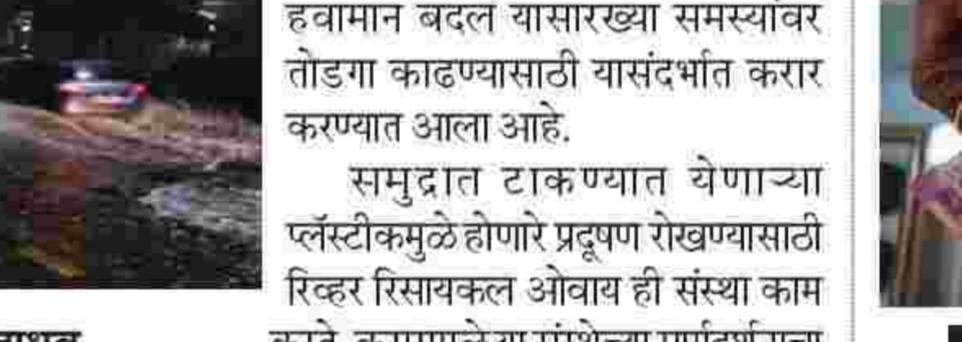 हवामान बदल यासारख्या समस्यांवर
तोडगा काढण्यासाठी यासंदर्भात करार
करण्यात आला आहे.
समुद्रात टाकण्यात येणाऱ्या
प्लॅस्टीकमुळे होणारे प्रदूषण रोखण्यासाठी
रिव्हर रिसायकल ओवाय ही संस्था काम